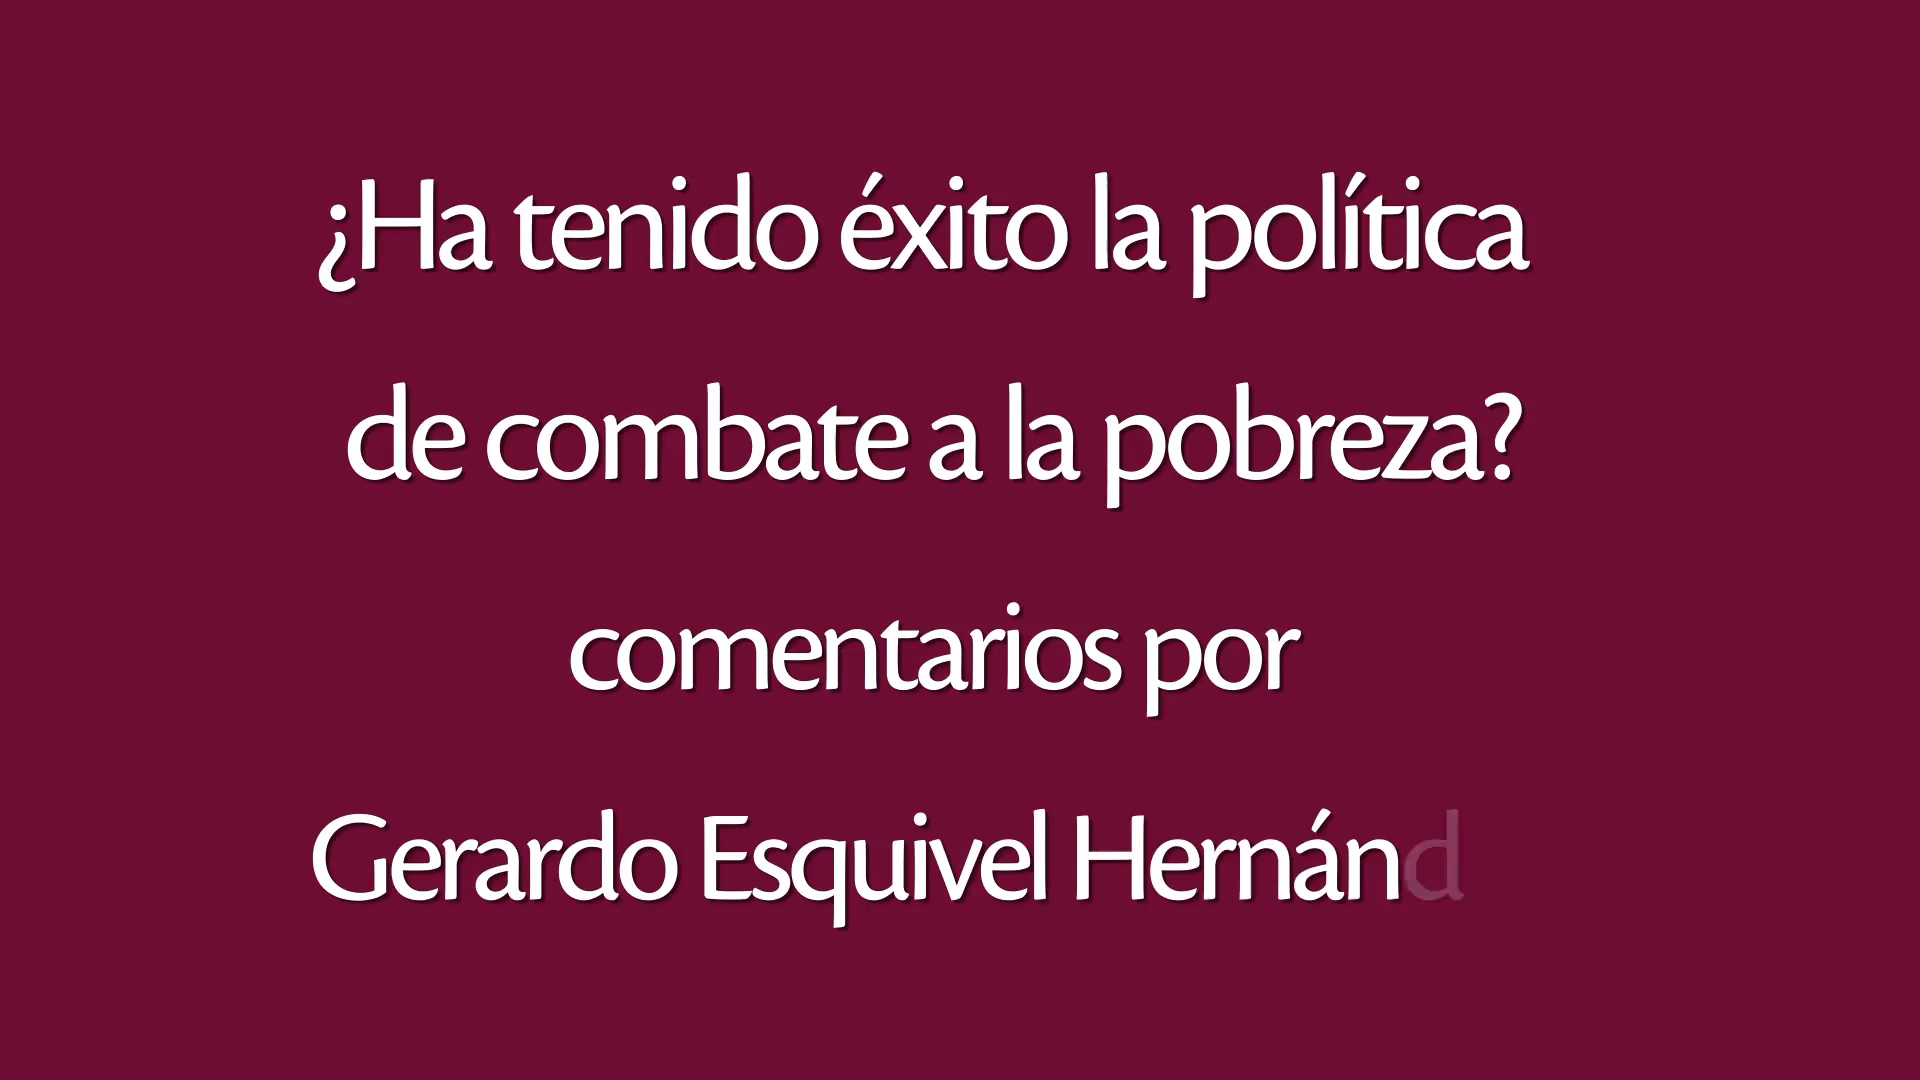 ¿Ha tenido éxito la política
de combate a la pobreza?
comentarios por
Gerardo Esquivel Hernánd